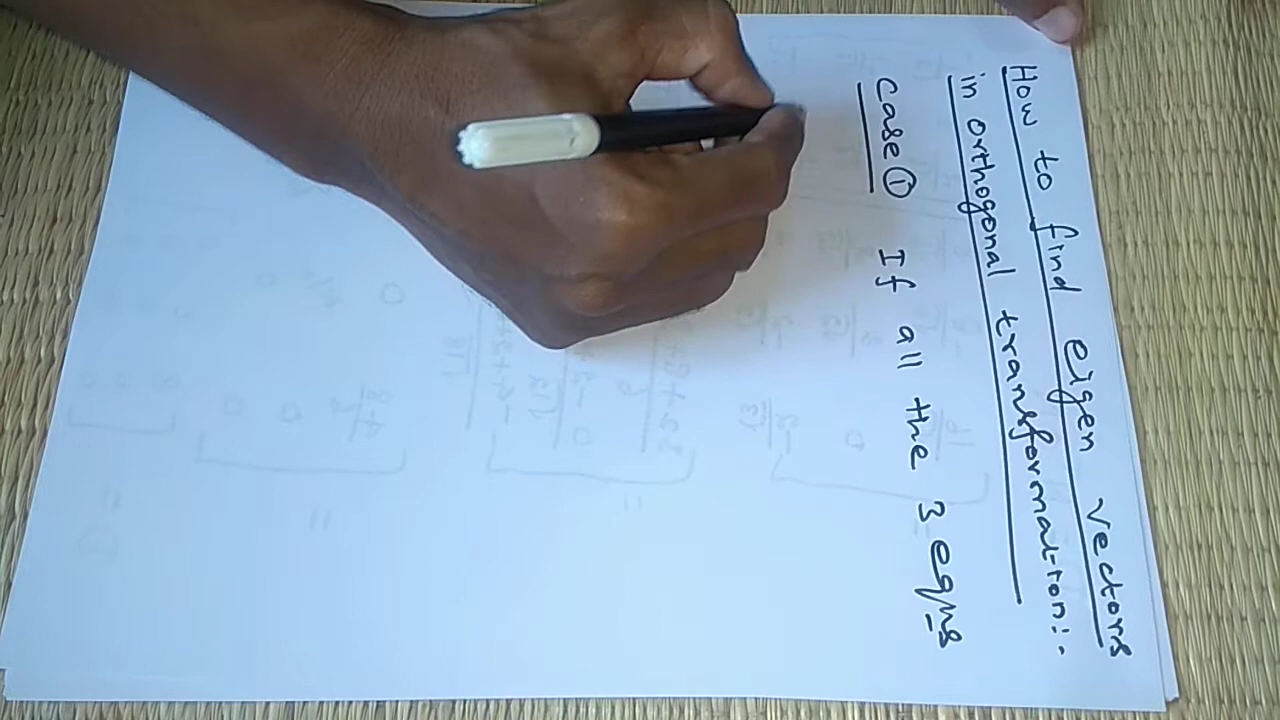 How to find eigen vectors
in orthogonal transformation:-
Case ① If all the 3 eqns